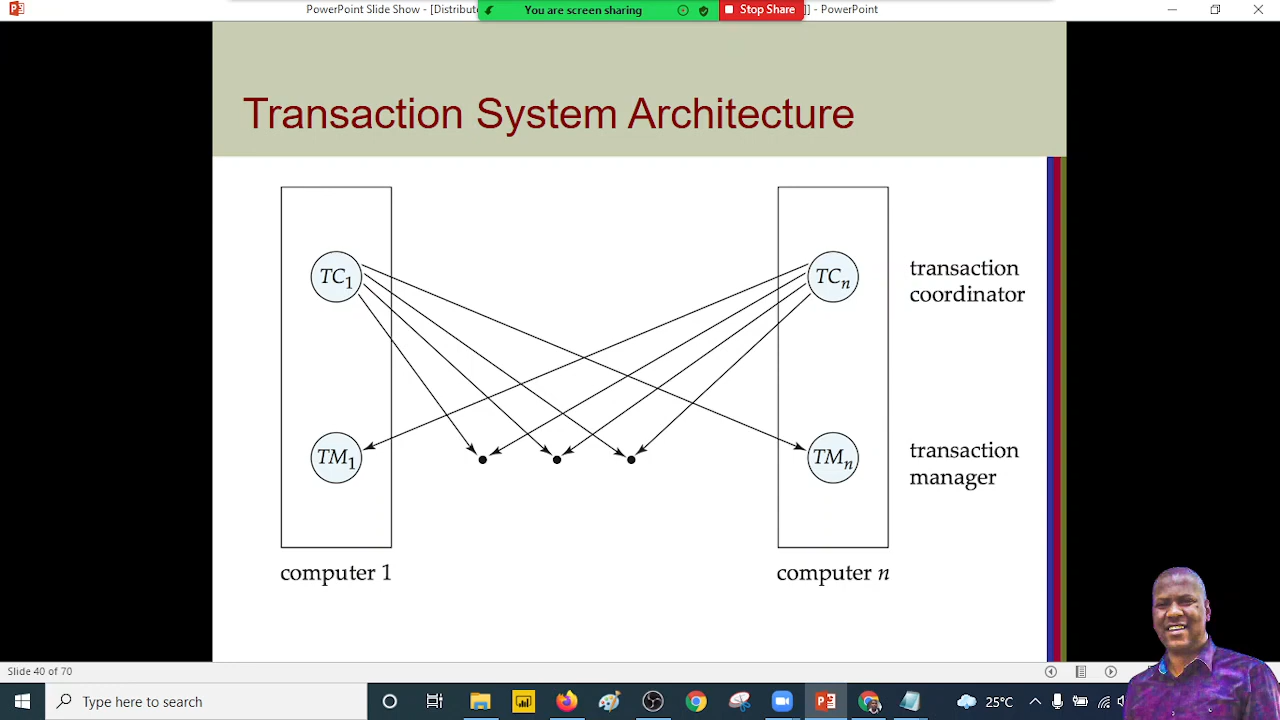 PowerPoint Slide Show - [Distribut
You are screen sharing
Stop Share
] - PowerPoint
Transaction System Architecture
TC1
TCn
transaction
coordinator
TM1
TMn
transaction
manager
computer 1
computer n
Slide 40 of 70
Type here to search
25°C